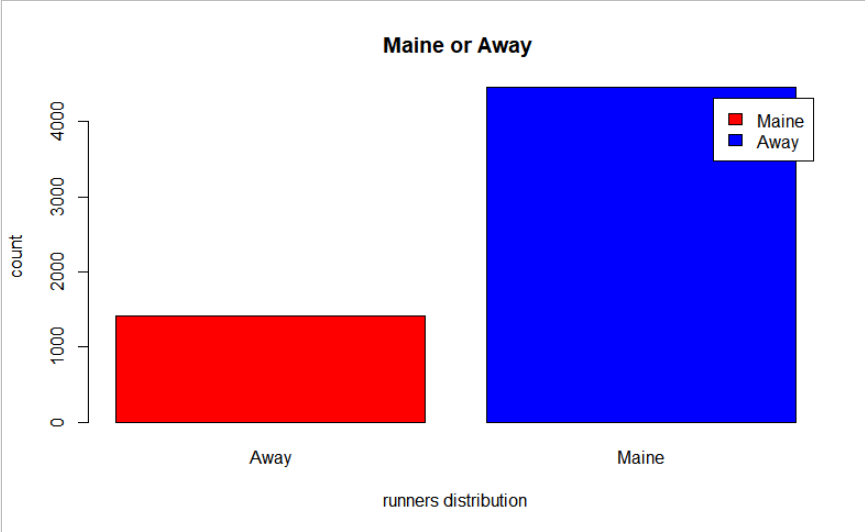 Maine or Away
Maine
Away
4000
3000
2000
1000
0
count
Away
Maine
runners distribution